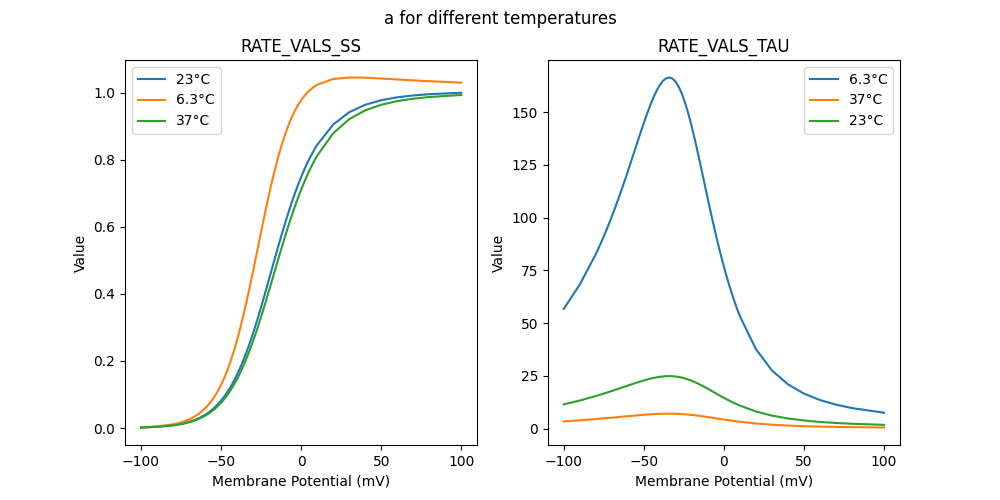 a for different temperatures
RATE_VALS_SS
23°C
6.3°C
37°C
1.0
0.8
0.6
0.4
0.2
0.0
Value
−100
−50
0
50
100
Membrane Potential (mV)
RATE_VALS_TAU
6.3°C
37°C
23°C
150
125
100
75
50
25
0
Value
−100
−50
0
50
100
Membrane Potential (mV)